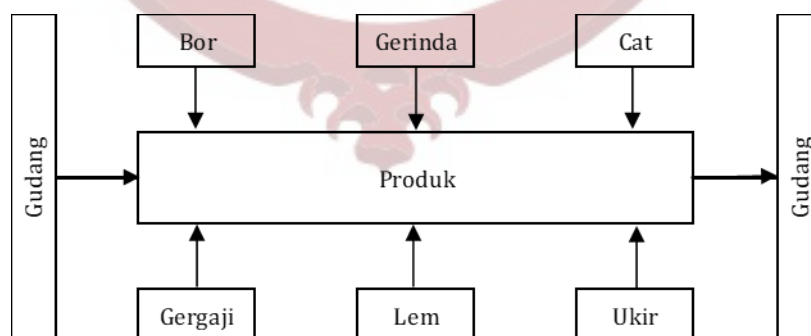 Bor
Gerinda
Cat
Gudang
Produk
Gudang
Gergaji
Lem
Ukir